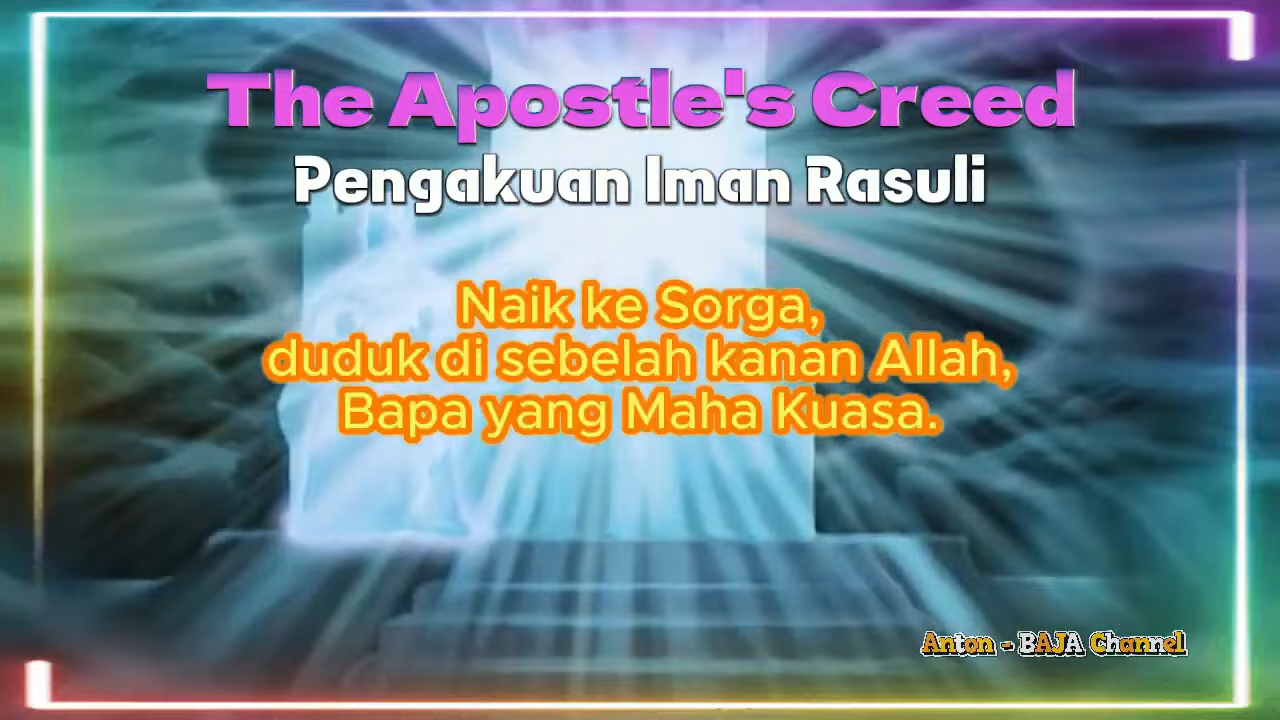 The Apostle's Creed
Pengakuan Iman Rasuli
Naik ke Sorga,
duduk di sebelah kanan Allah,
Bapa yang Maha Kuasa.
Anton - BAJA Channel